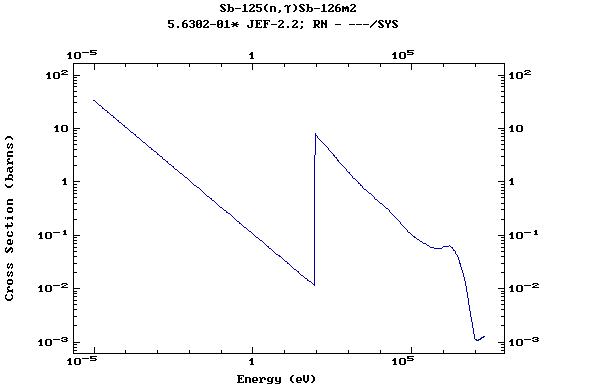 Sb-125(n,γ)Sb-126m2
5.6302-01* JEF-2.2; RN - ---/SYS
10⁻⁵ 1 10⁵
10² 10²
10 10
1 1
10⁻¹ 10⁻¹
10⁻² 10⁻²
10⁻³ 10⁻³
10⁻⁵ 1 10⁵
Cross Section (barns)
Energy (eV)